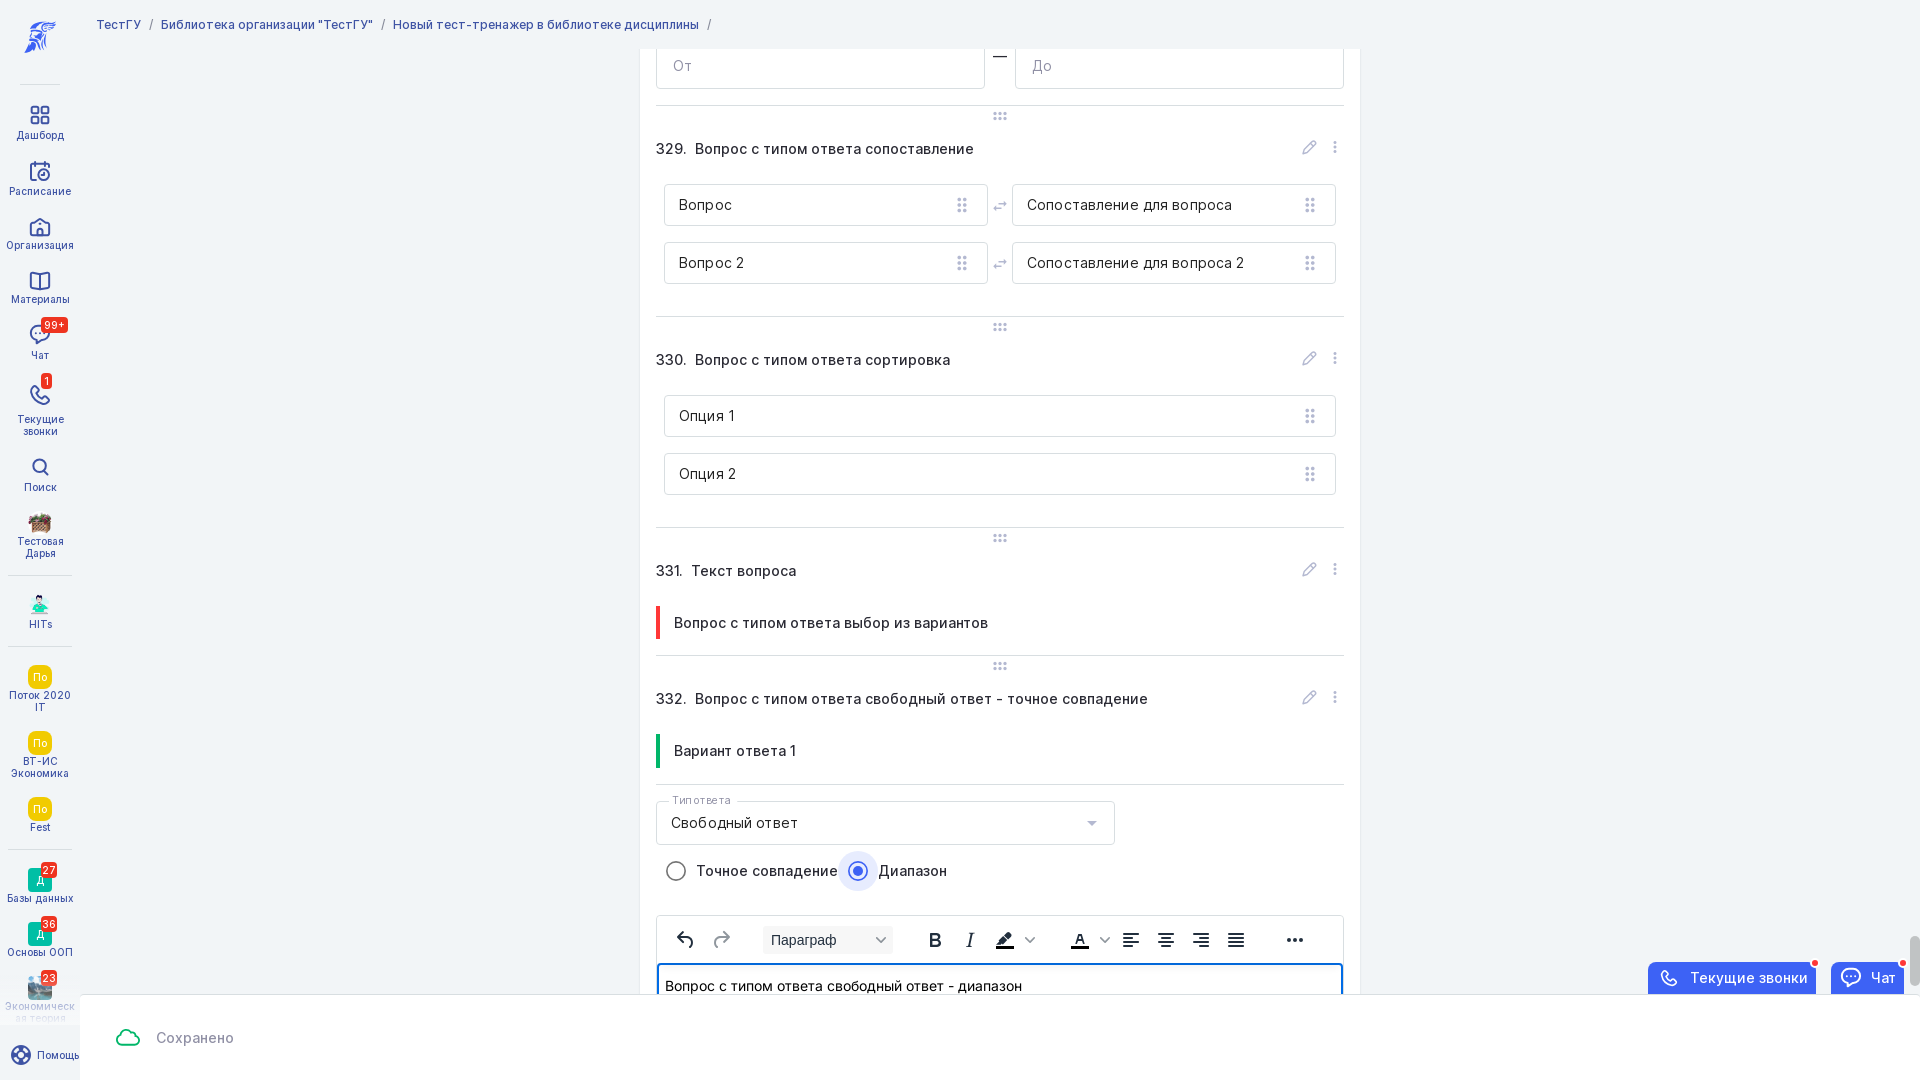 ТестГУ / Библиотека организации "ТестГУ" / Новый тест-тренажер в библиотеке дисциплины /
Дашборд
Расписание
Организация
Материалы
99+
Чат
1
Текущие
звонки
Поиск
Тестовая
Дарья
HITs
По
Поток 2020
IT
По
ВТ-ИС
Экономика
По
Fest
27
Д
Базы данных
36
Д
Основы ООП
23
Экономическ
ая теория
Помощь
От — До
329. Вопрос с типом ответа сопоставление
Вопрос Сопоставление для вопроса
Вопрос 2 Сопоставление для вопроса 2
330. Вопрос с типом ответа сортировка
Опция 1
Опция 2
331. Текст вопроса
Вопрос с типом ответа выбор из вариантов
332. Вопрос с типом ответа свободный ответ - точное совпадение
Вариант ответа 1
Тип ответа
Свободный ответ
Точное совпадение Диапазон
Параграф B I A
Вопрос с типом ответа свободный ответ - диапазон
Текущие звонки Чат
Сохранено